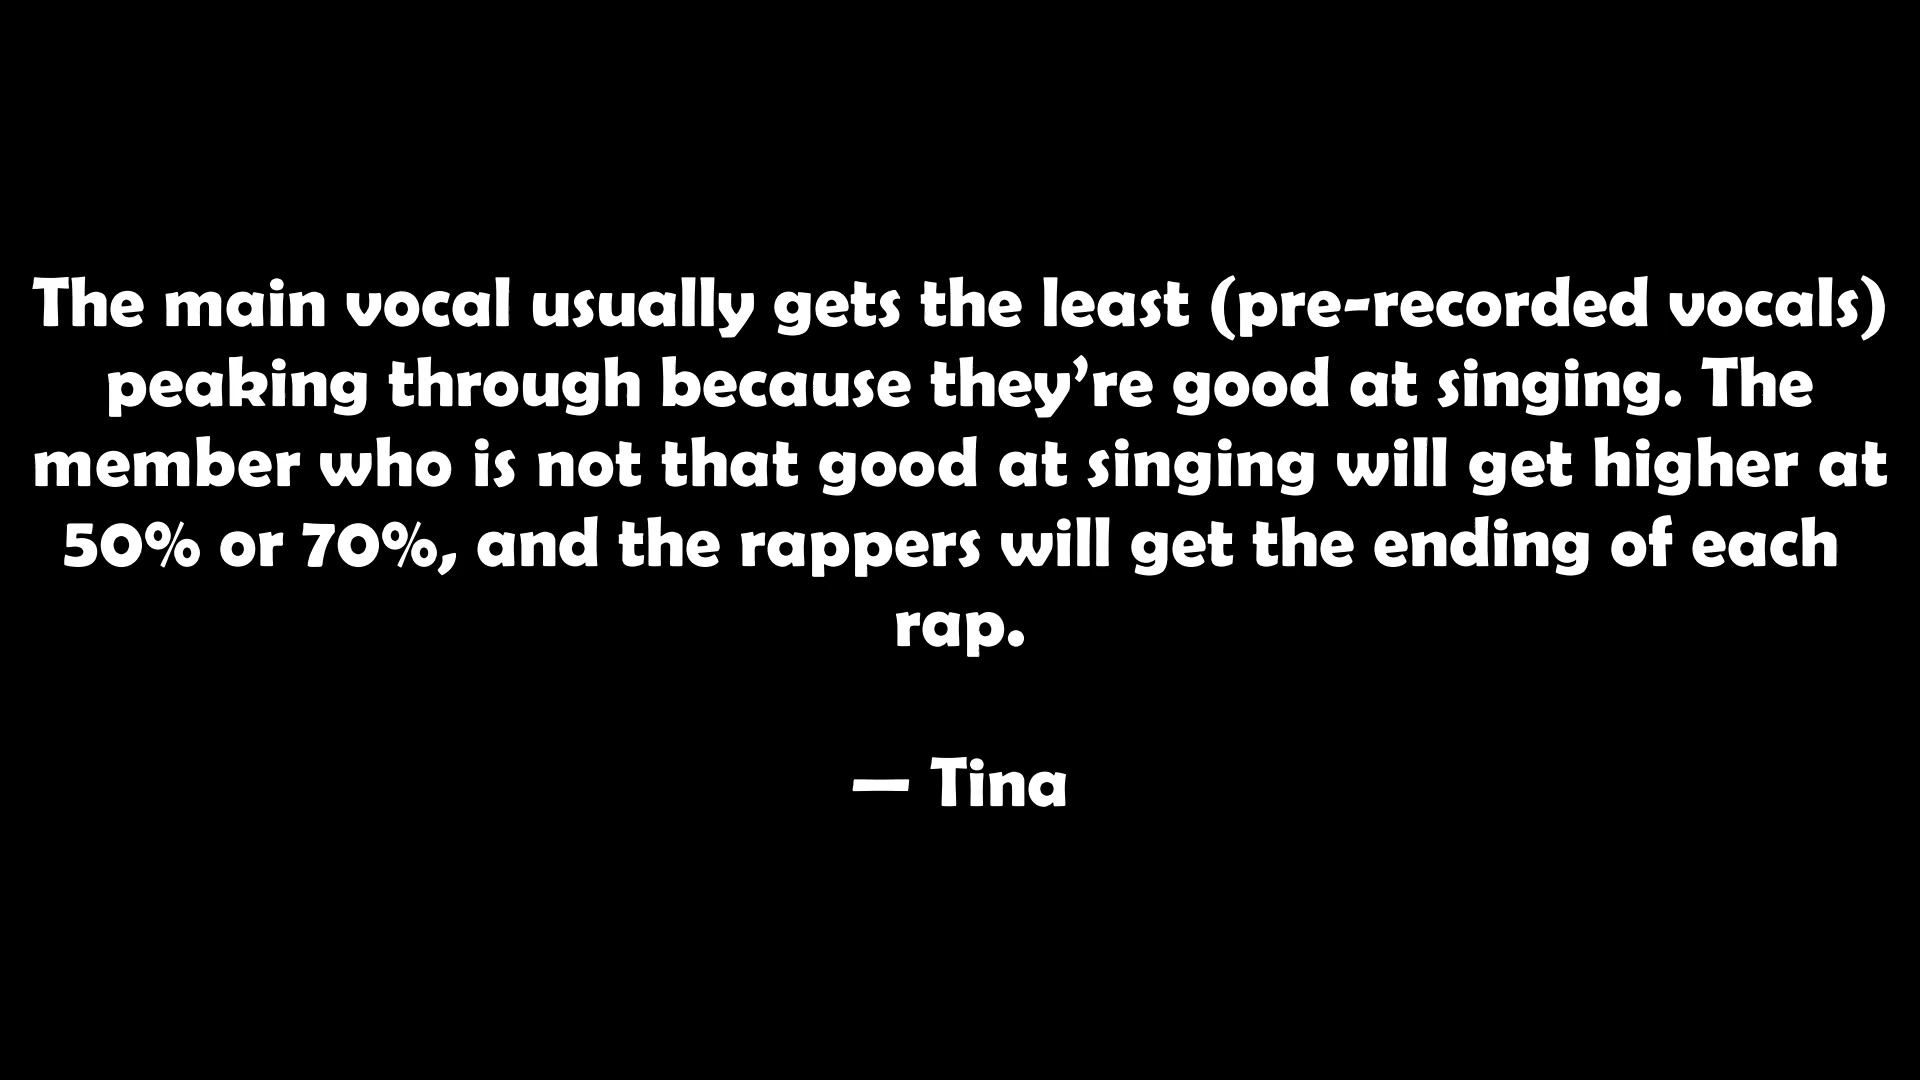 The main vocal usually gets the least (pre-recorded vocals)
peaking through because they’re good at singing. The
member who is not that good at singing will get higher at
50% or 70%, and the rappers will get the ending of each
rap.
— Tina